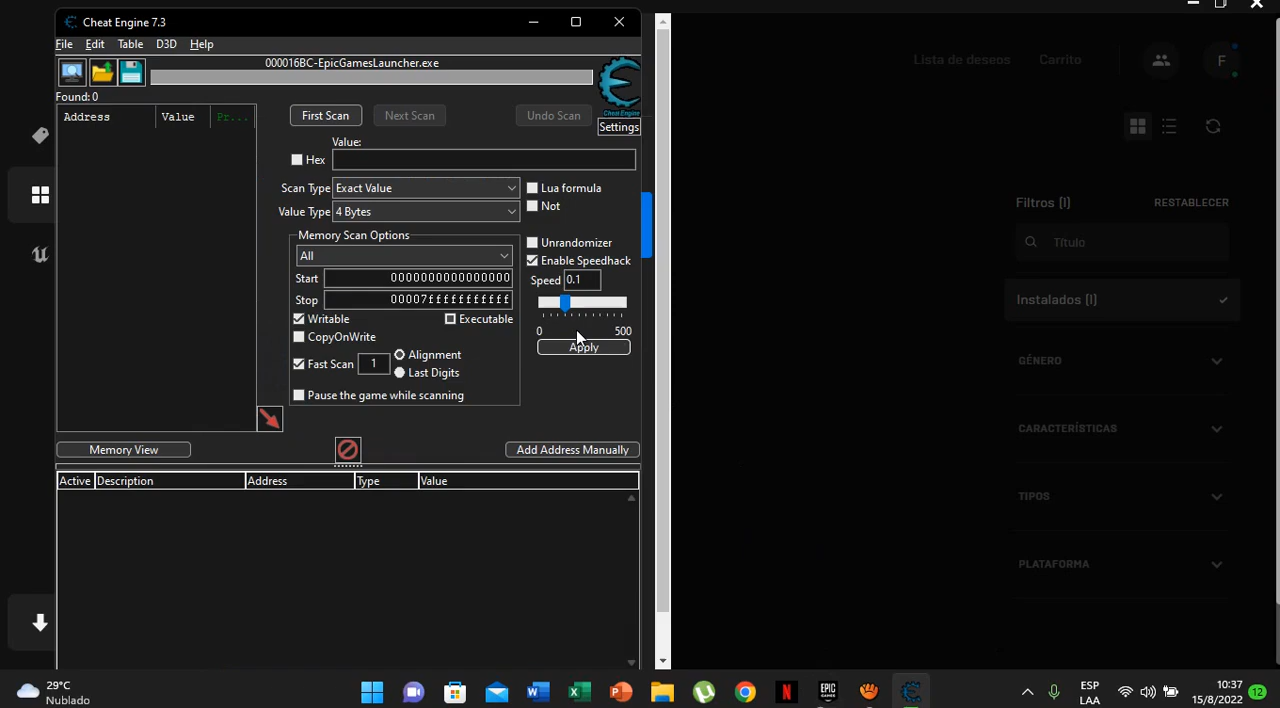 Cheat Engine 7.3
File Edit Table D3D Help
000016BC-EpicGamesLauncher.exe
Found: 0
Address Value Pr...
First Scan Next Scan Undo Scan
Cheat Engine
Settings
Value:
Hex
Scan Type Exact Value
Lua formula
Value Type 4 Bytes
Not
Memory Scan Options
All
Unrandomizer
Enable Speedhack
Start 0000000000000000
Speed 0.1
Stop 00007fffffffffff
Writable Executable
0 500
CopyOnWrite
Apply
Fast Scan 1 Alignment
Last Digits
Pause the game while scanning
Memory View
Add Address Manually
Active Description Address Type Value
Lista de deseos Carrito
F
Filtros (I) RESTABLECER
Título
Instalados (I)
GÉNERO
CARACTERÍSTICAS
TIPOS
PLATAFORMA
29°C
Nublado
W
X
P
N
EPIC
GAMES
ESP
LAA
10:37
15/8/2022
12